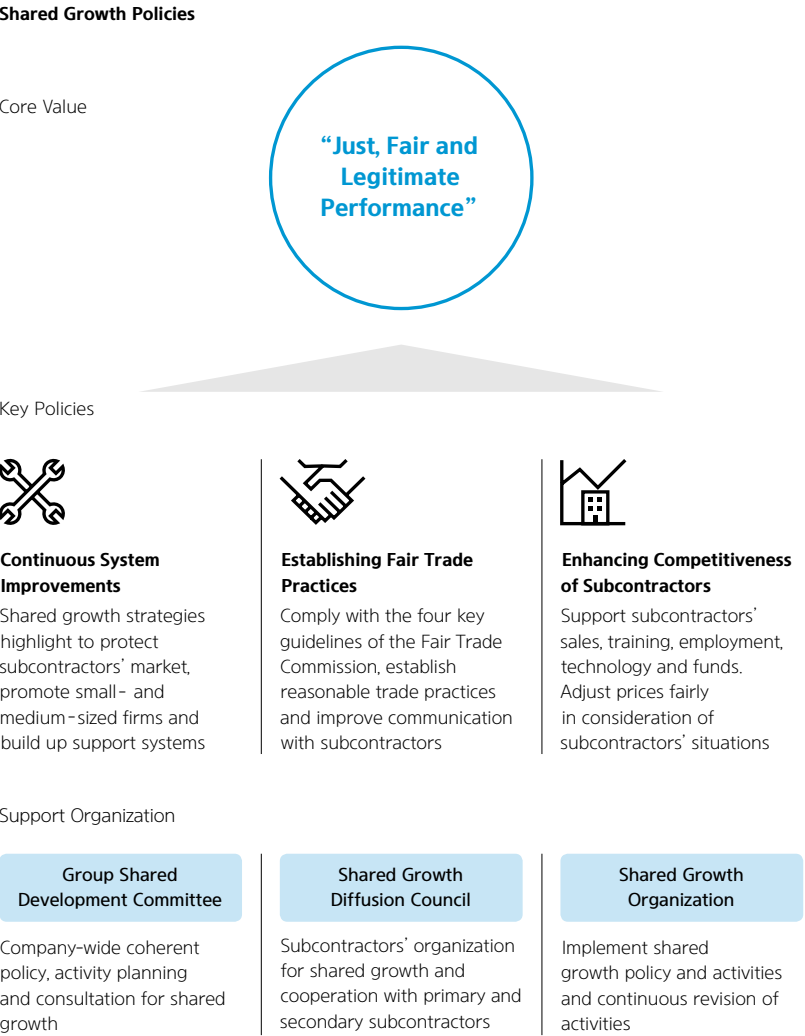 Shared Growth Policies
Core Value
“Just, Fair and
Legitimate
Performance”
Key Policies
Continuous System
Improvements
Shared growth strategies
highlight to protect
subcontractors’ market,
promote small- and
medium-sized firms and
build up support systems
Establishing Fair Trade
Practices
Comply with the four key
guidelines of the Fair Trade
Commission, establish
reasonable trade practices
and improve communication
with subcontractors
Enhancing Competitiveness
of Subcontractors
Support subcontractors’
sales, training, employment,
technology and funds.
Adjust prices fairly
in consideration of
subcontractors’ situations
Support Organization
Group Shared
Development Committee
Company-wide coherent
policy, activity planning
and consultation for shared
growth
Shared Growth
Diffusion Council
Subcontractors’ organization
for shared growth and
cooperation with primary and
secondary subcontractors
Shared Growth
Organization
Implement shared
growth policy and activities
and continuous revision of
activities